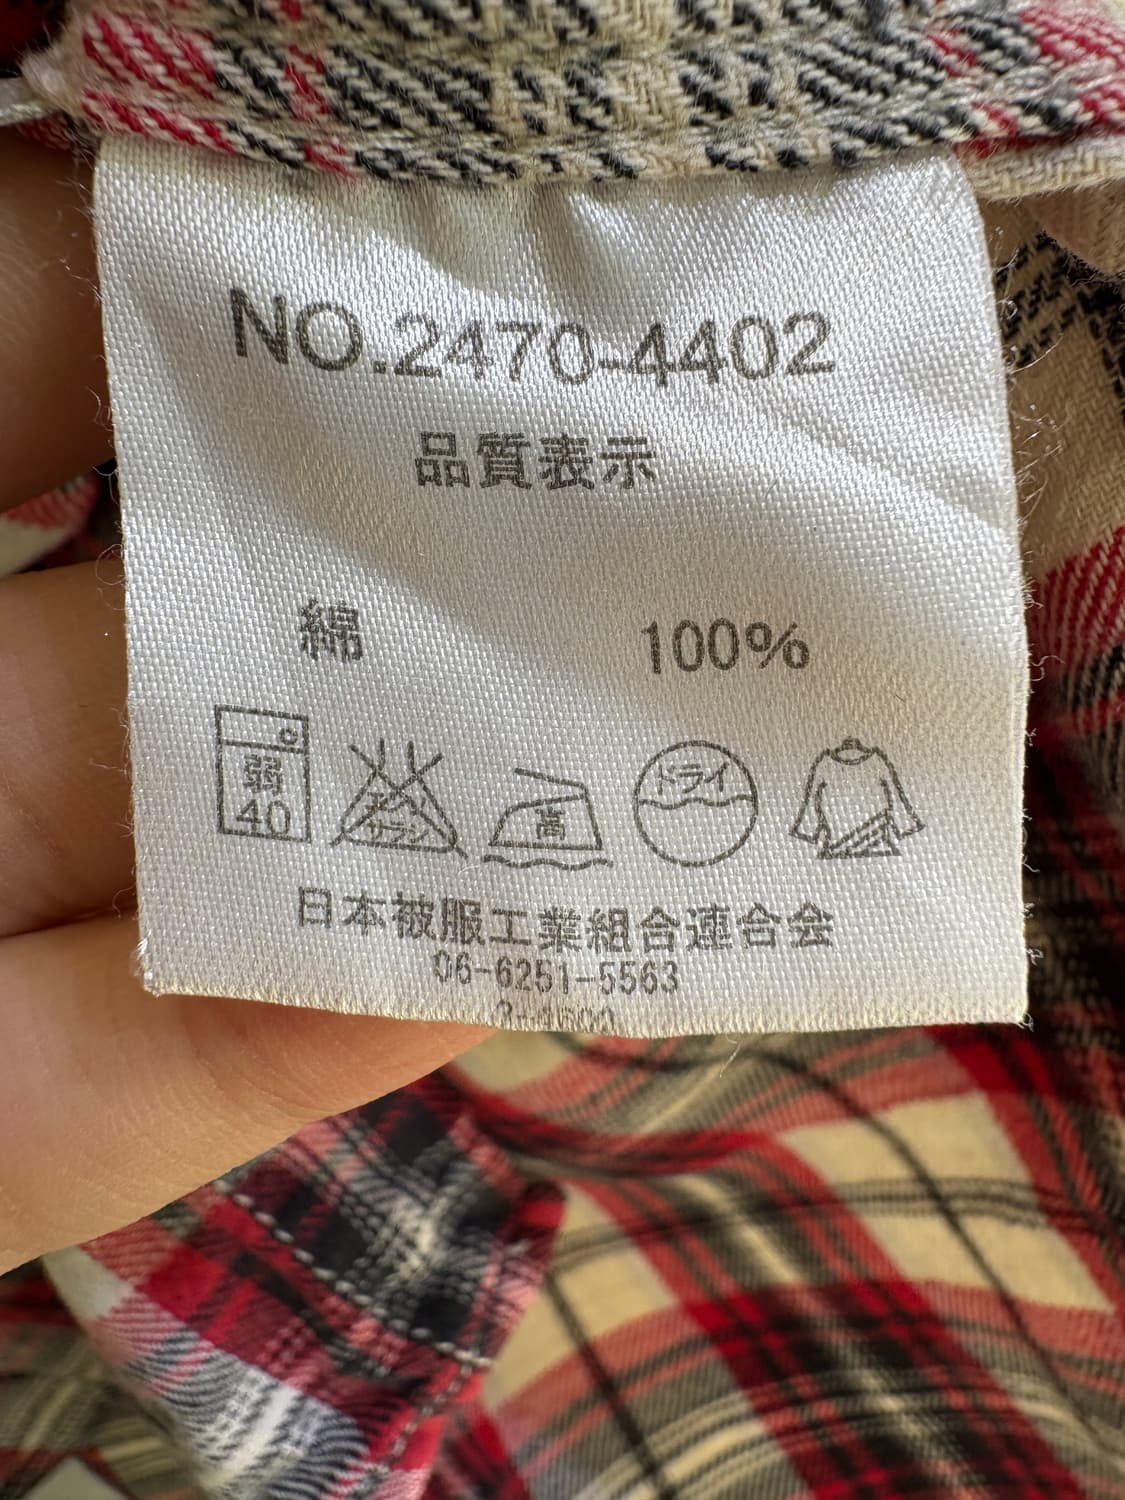 NO.2470-4402
品質表示
綿 100%
弱
40
エンソ
サラシ
高
ドライ
日本被服工業組合連合会
06-6251-5563